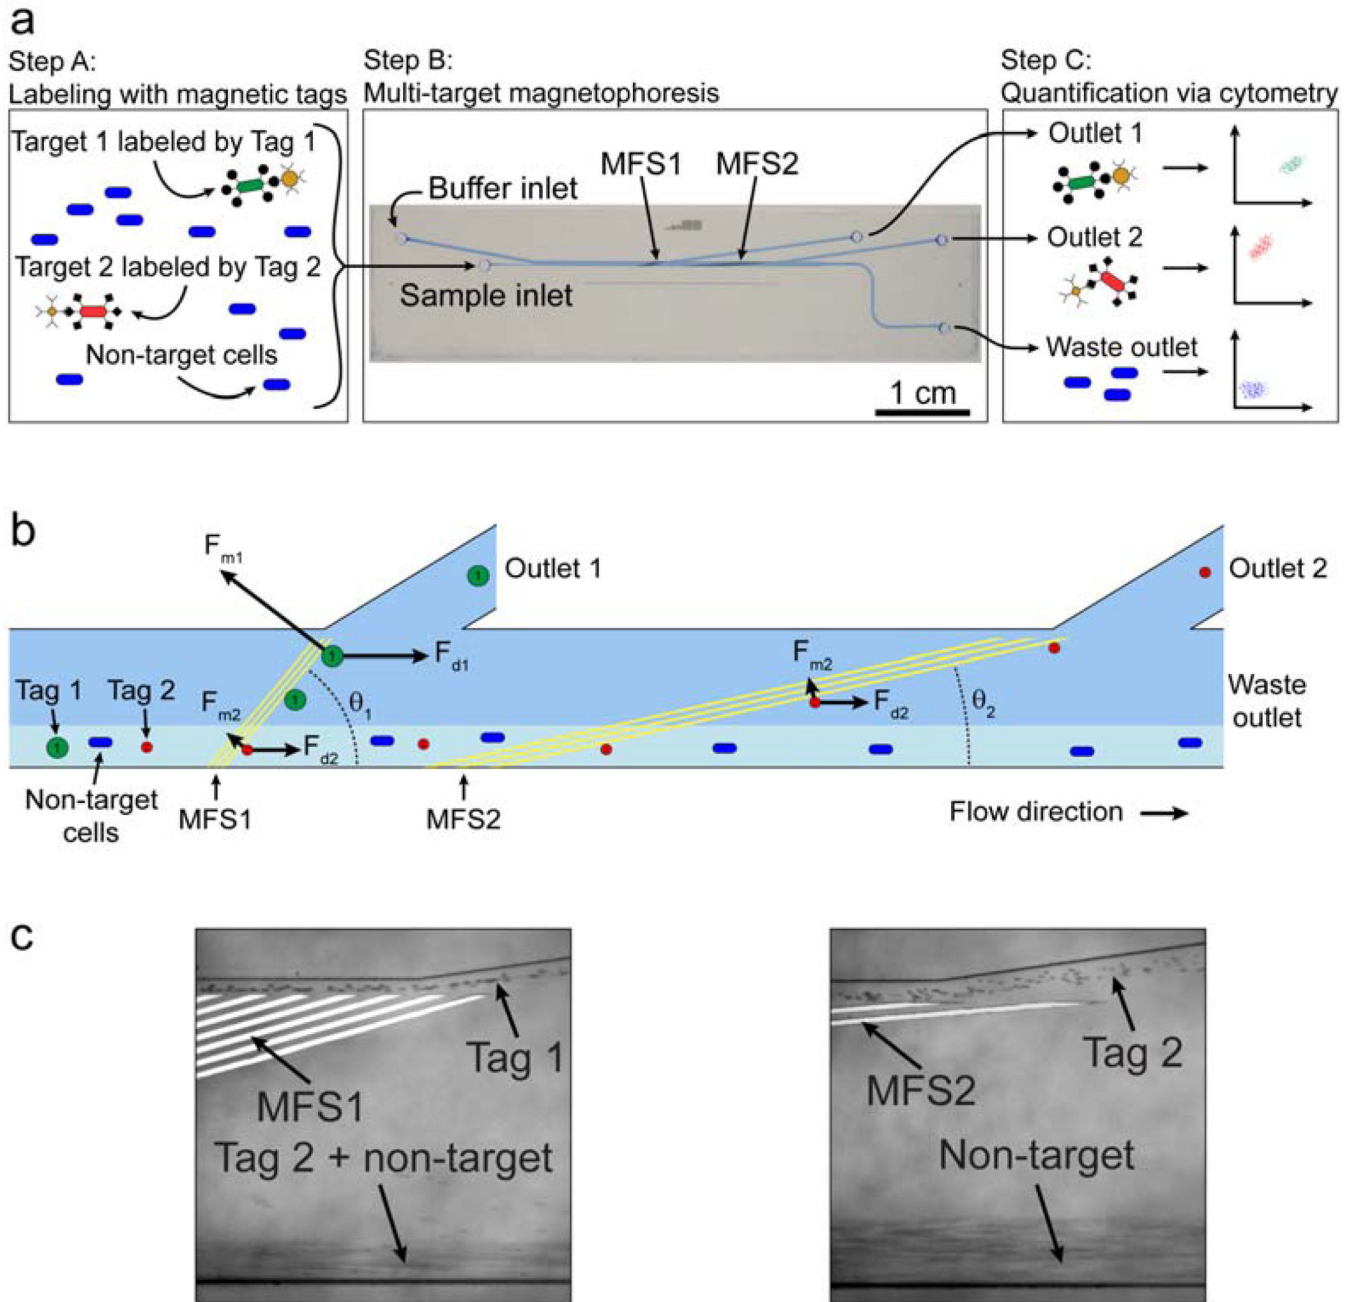 a
Step A:
Labeling with magnetic tags
Target 1 labeled by Tag 1
Target 2 labeled by Tag 2
Non-target cells
Step B:
Multi-target magnetophoresis
MFS1
MFS2
Buffer inlet
Sample inlet
1 cm
Step C:
Quantification via cytometry
Outlet 1
Outlet 2
Waste outlet
b
Fm1
1
Outlet 1
Outlet 2
1
Fd1
Fm2
Tag 1
Tag 2
Fm2
1
θ1
Fd2
θ2
Waste
outlet
1
Fd2
Non-target
cells
MFS1
MFS2
Flow direction
c
Tag 1
MFS1
Tag 2 + non-target
Tag 2
MFS2
Non-target